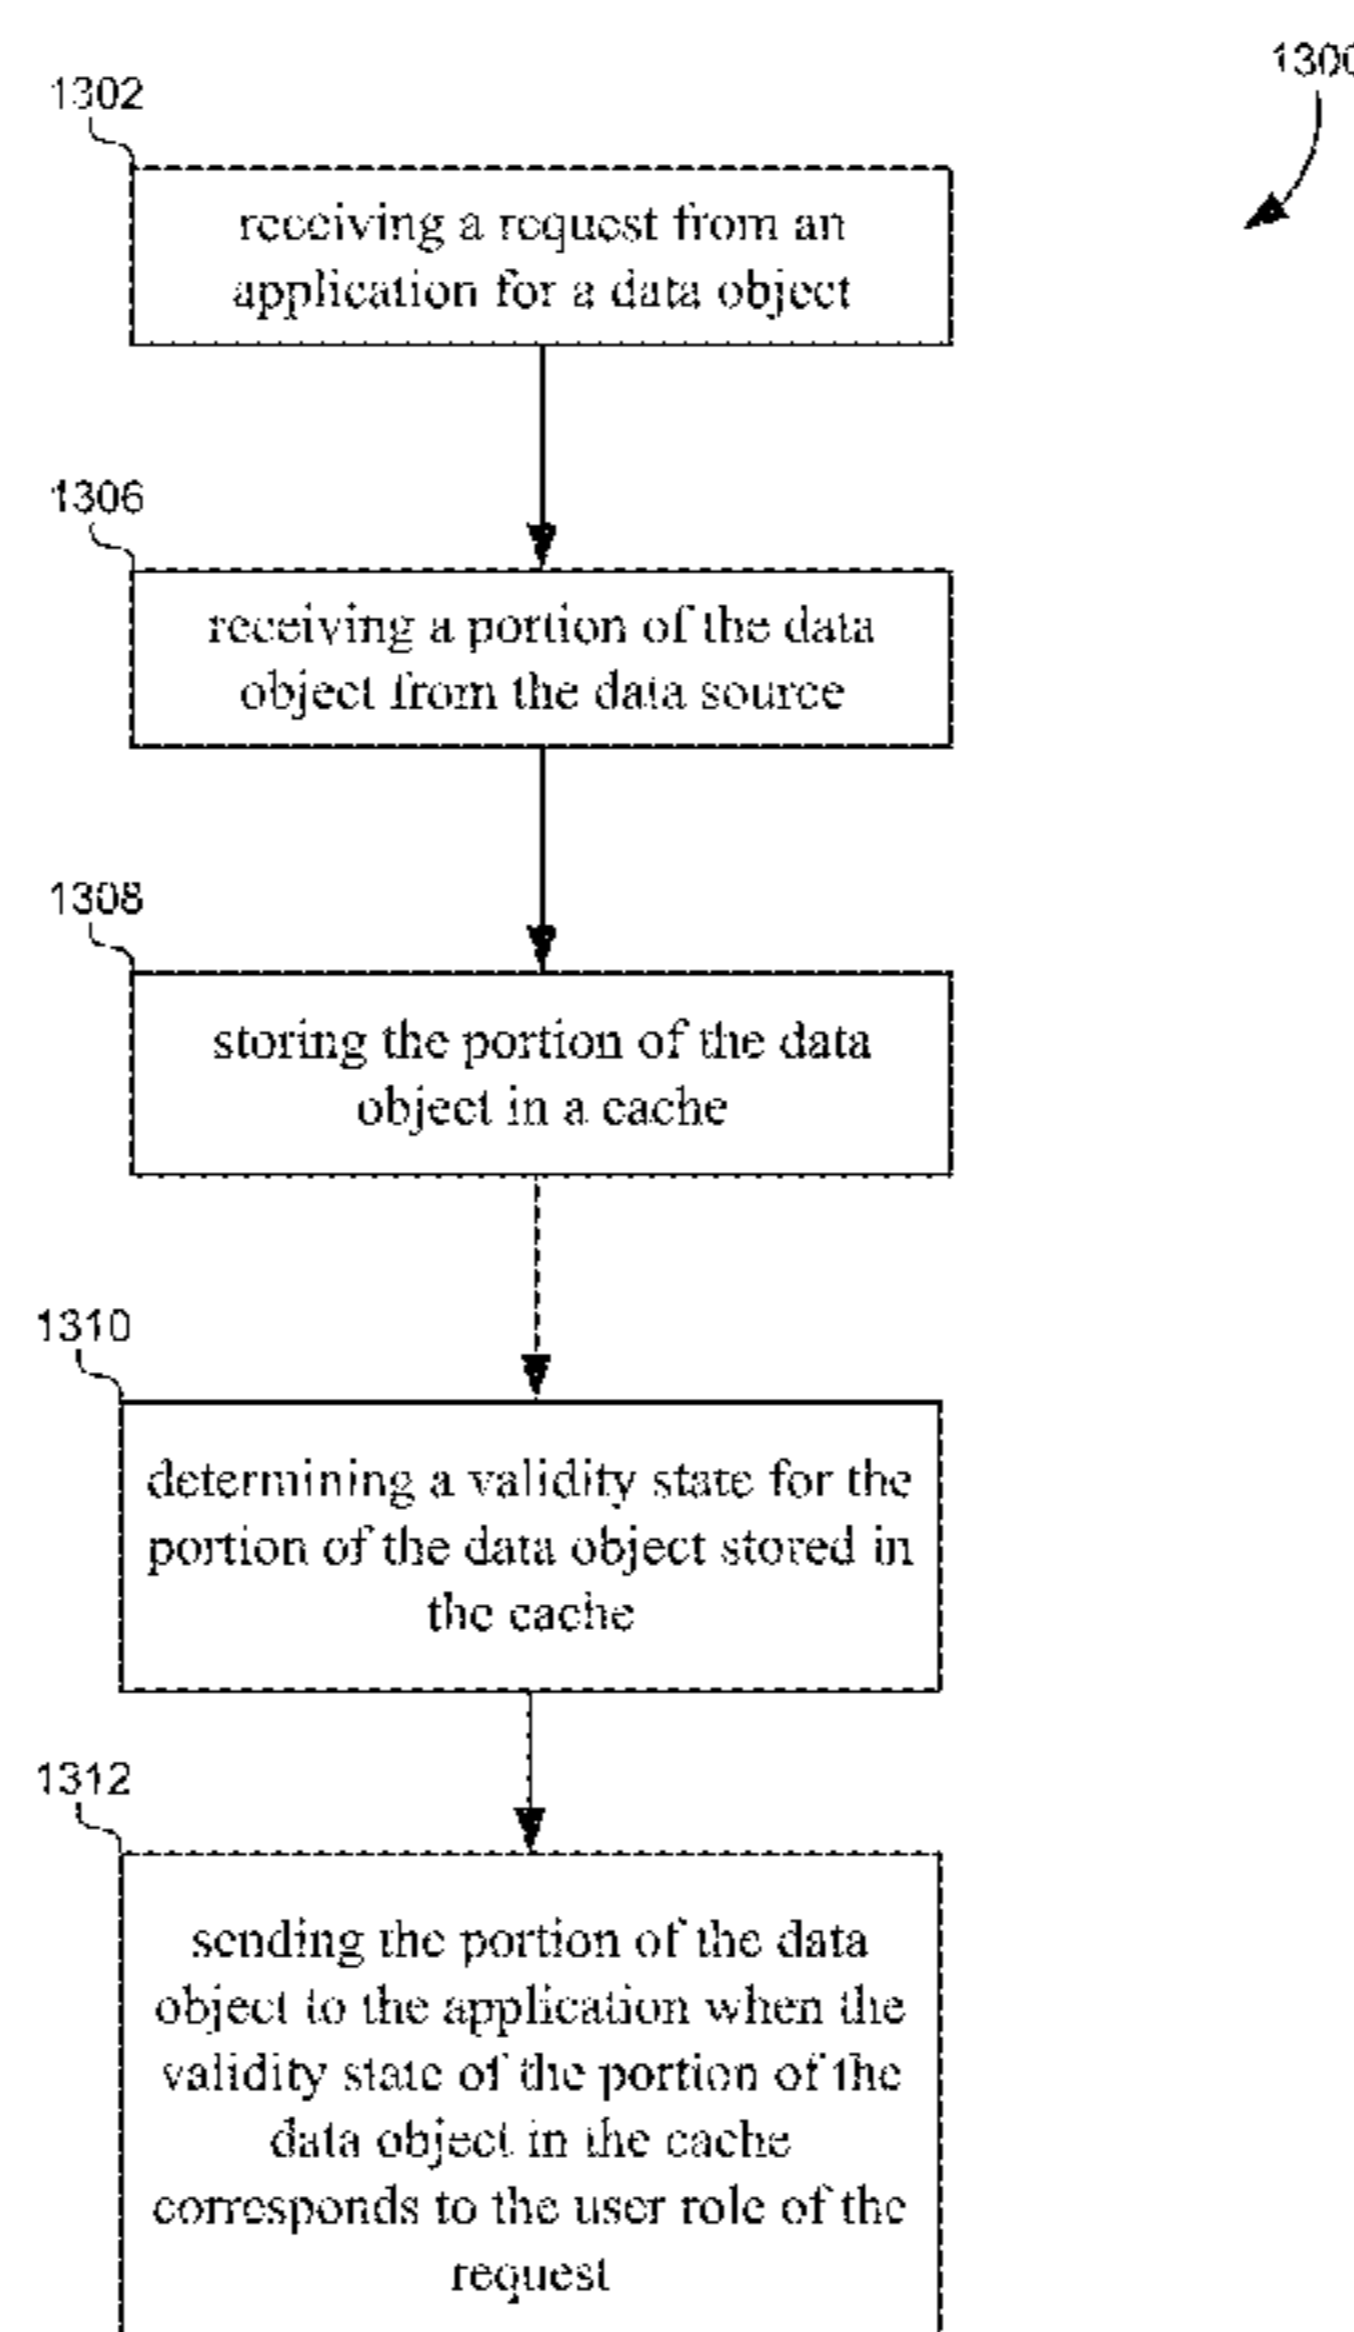 1300
1302
receiving a request from an
application for a data object
1306
receiving a portion of the data
object from the data source
1308
storing the portion of the data
object in a cache
1310
determining a validity state for the
portion of the data object stored in
the cache
1312
sending the portion of the data
object to the application when the
validity state of the portion of the
data object in the cache
corresponds to the user role of the
request